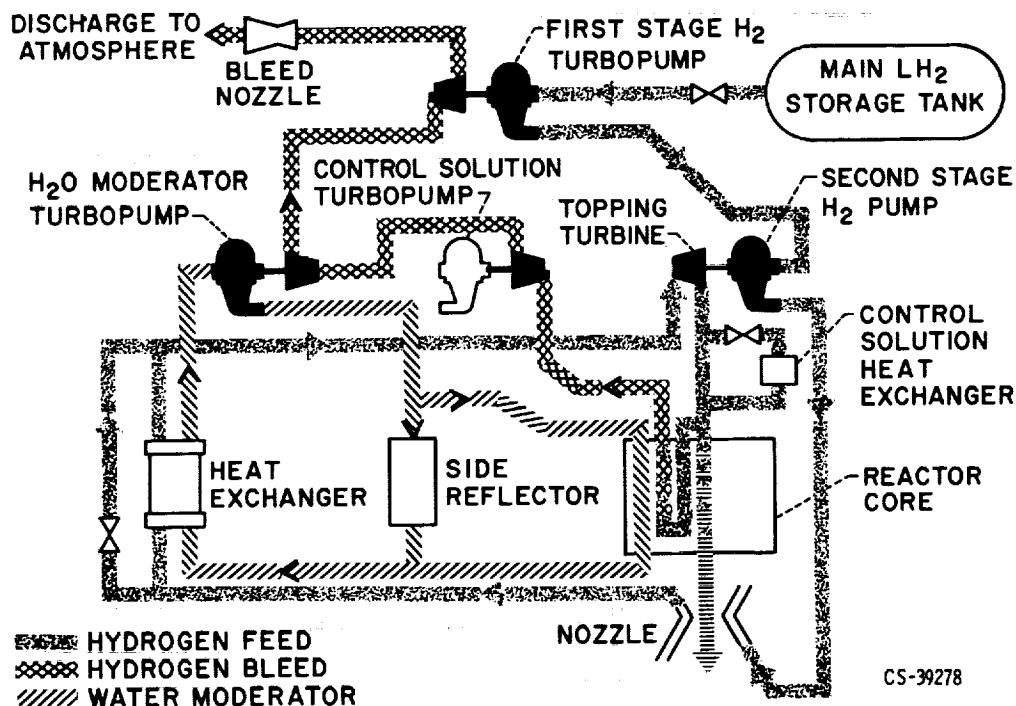 DISCHARGE TO
ATMOSPHERE
BLEED
NOZZLE
FIRST STAGE H₂
TURBOPUMP
MAIN LH₂
STORAGE TANK
H₂O MODERATOR
TURBOPUMP
CONTROL SOLUTION
TURBOPUMP
TOPPING
TURBINE
SECOND STAGE
H₂ PUMP
CONTROL
SOLUTION
HEAT
EXCHANGER
HEAT
EXCHANGER
SIDE
REFLECTOR
REACTOR
CORE
NOZZLE
HYDROGEN FEED
HYDROGEN BLEED
WATER MODERATOR
CS-39278